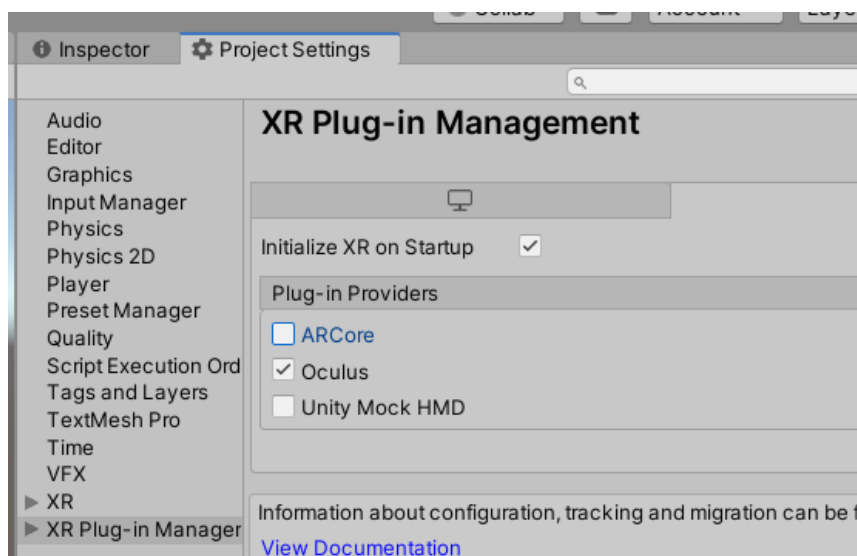 Collab
Account
Inspector
Project Settings
Audio
Editor
Graphics
Input Manager
Physics
Physics 2D
Player
Preset Manager
Quality
Script Execution Ord
Tags and Layers
TextMesh Pro
Time
VFX
XR
XR Plug-in Manager
XR Plug-in Management
Initialize XR on Startup
Plug-in Providers
ARCore
Oculus
Unity Mock HMD
Information about configuration, tracking and migration can be f
View Documentation